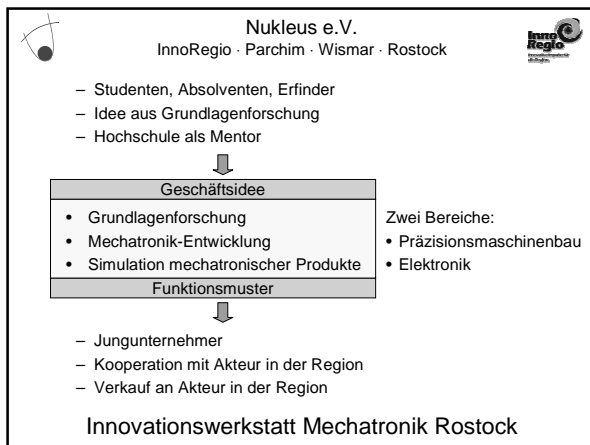 Nukleus e.V.
InnoRegio · Parchim · Wismar · Rostock
Inno
Regio
– Studenten, Absolventen, Erfinder
– Idee aus Grundlagenforschung
– Hochschule als Mentor
Geschäftsidee
• Grundlagenforschung
• Mechatronik-Entwicklung
• Simulation mechatronischer Produkte
Zwei Bereiche:
• Präzisionsmaschinenbau
• Elektronik
Funktionsmuster
– Jungunternehmer
– Kooperation mit Akteur in der Region
– Verkauf an Akteur in der Region
Innovationswerkstatt Mechatronik Rostock